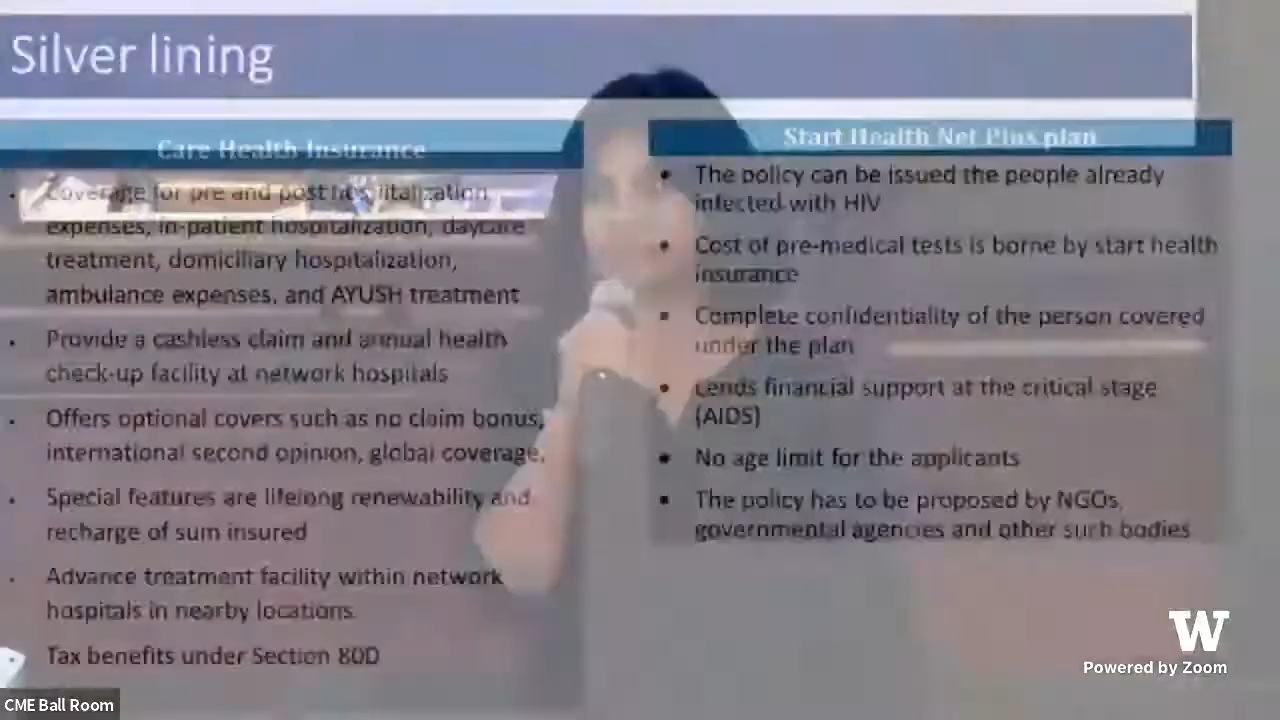 Silver lining
Care Health Insurance
Coverage for pre and post hospitalization
expenses, in-patient hospitalization, daycare
treatment, domiciliary hospitalization,
ambulance expenses, and AYUSH treatment
Provide a cashless claim and annual health
check-up facility at network hospitals
Offers optional covers such as no claim bonus,
international second opinion, global coverage.
Special features are lifelong renewability and
recharge of sum insured
Advance treatment facility within network
hospitals in nearby locations.
Tax benefits under Section 80D
Start Health Net Plus plan
The policy can be issued the people already
infected with HIV
Cost of pre-medical tests is borne by start health
insurance
Complete confidentiality of the person covered
under the plan
Lends financial support at the critical stage
(AIDS)
No age limit for the applicants
The policy has to be proposed by NGOs,
governmental agencies and other such bodies
W
Powered by Zoom
CME Ball Room